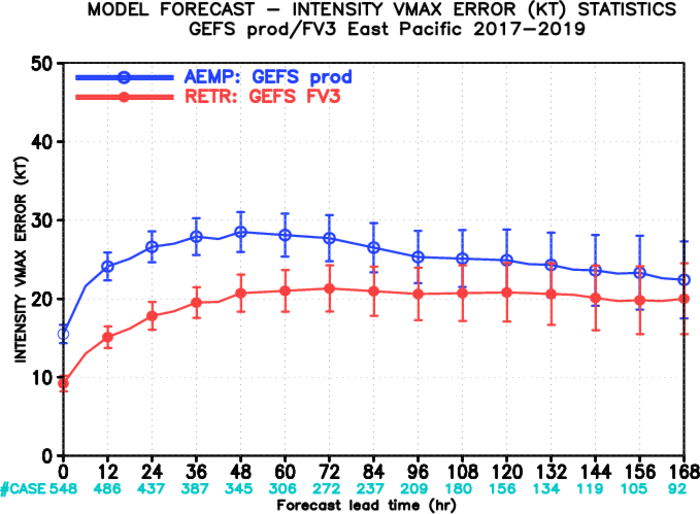 MODEL FORECAST – INTENSITY VMAX ERROR (KT) STATISTICS
GEFS prod/FV3 East Pacific 2017–2019
AEMP: GEFS prod
RETR: GEFS FV3
INTENSITY VMAX ERROR (KT)
50
40
30
20
10
0
0 12 24 36 48 60 72 84 96 108 120 132 144 156 168
#CASE 548 486 437 387 345 306 272 237 209 180 156 134 119 105 92
Forecast lead time (hr)